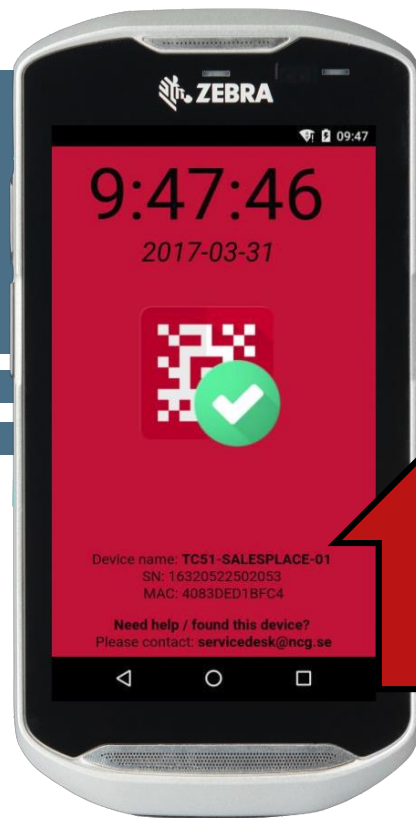 ZEBRA
09:47
9:47:46
2017-03-31
Device name: TC51-SALESPLACE-01
SN: 16320522502053
MAC: 4083DED1BFC4
Need help / found this device?
Please contact: servicedesk@ncg.se